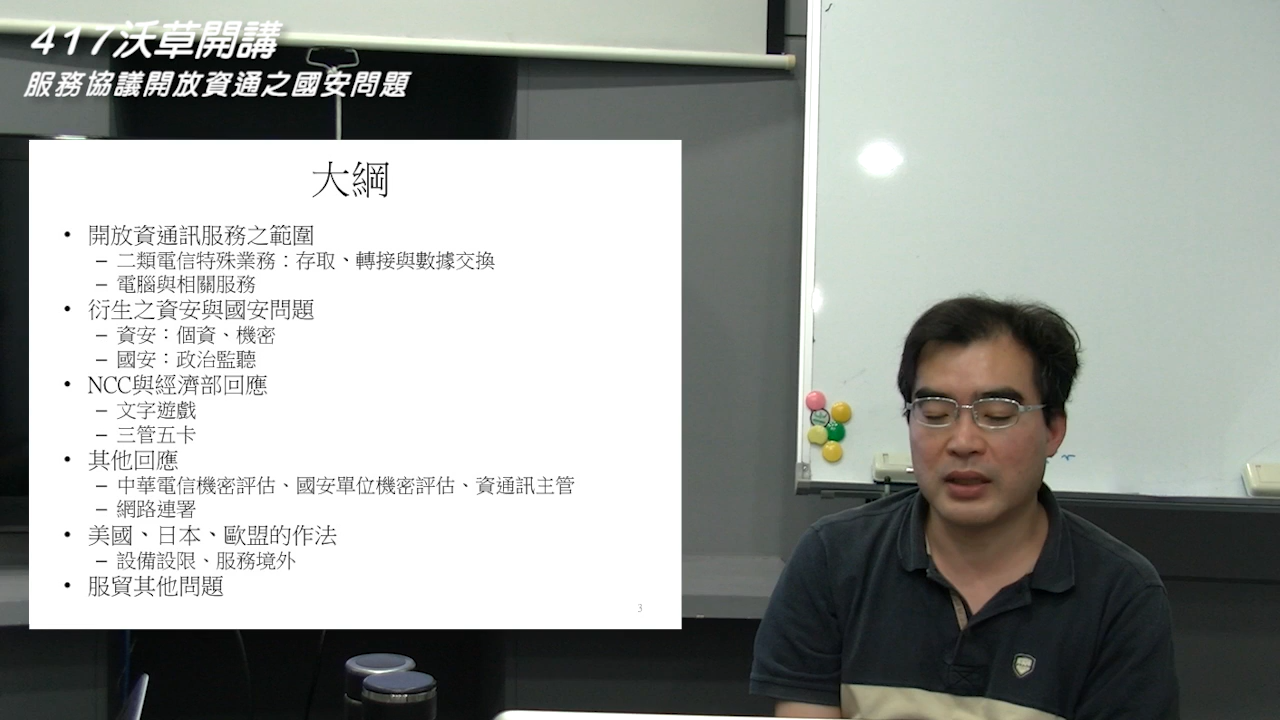 417沃草開講
服務協議開放資通之國安問題
大綱
• 開放資通訊服務之範圍
– 二類電信特殊業務：存取、轉接與數據交換
– 電腦與相關服務
• 衍生之資安與國安問題
– 資安：個資、機密
– 國安：政治監聽
• NCC與經濟部回應
– 文字遊戲
– 三管五卡
• 其他回應
– 中華電信機密評估、國安單位機密評估、資通訊主管
– 網路連署
• 美國、日本、歐盟的作法
– 設備設限、服務境外
• 服貿其他問題
3